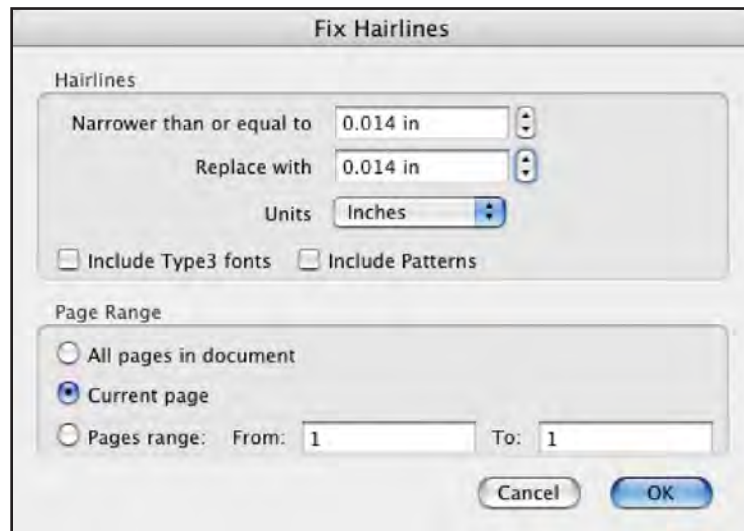 Fix Hairlines
Hairlines
Narrower than or equal to 0.014 in
Replace with 0.014 in
Units Inches
Include Type3 fonts Include Patterns
Page Range
All pages in document
Current page
Pages range: From: 1 To: 1
Cancel OK